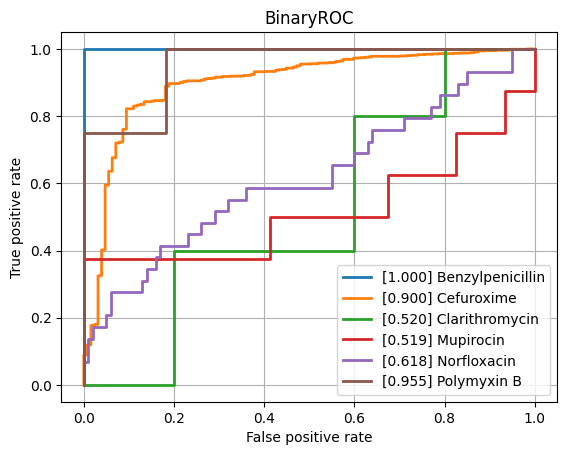 BinaryROC
True positive rate
1.0
0.8
0.6
0.4
0.2
0.0
[1.000] Benzylpenicillin
[0.900] Cefuroxime
[0.520] Clarithromycin
[0.519] Mupirocin
[0.618] Norfloxacin
[0.955] Polymyxin B
0.0 0.2 0.4 0.6 0.8 1.0
False positive rate